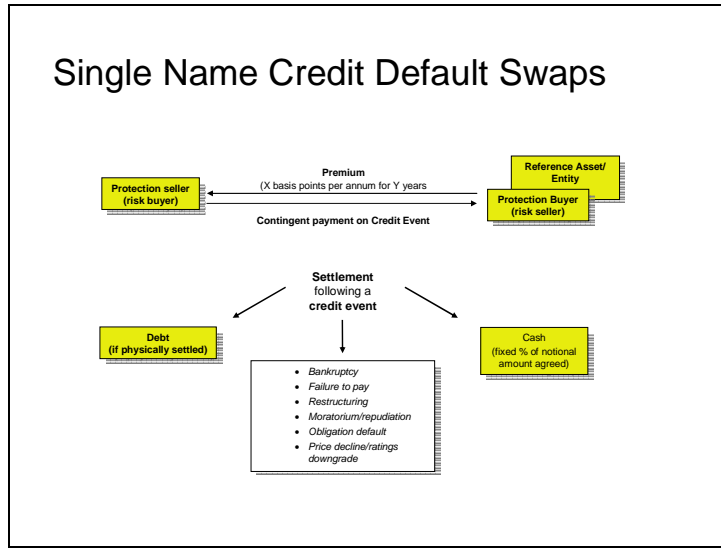 Single Name Credit Default Swaps
Reference Asset/
Entity
Premium
(X basis points per annum for Y years
Protection seller
(risk buyer)
Protection Buyer
(risk seller)
Contingent payment on Credit Event
Settlement
following a
credit event
Debt
(if physically settled)
Cash
(fixed % of notional
amount agreed)
• Bankruptcy
• Failure to pay
• Restructuring
• Moratorium/repudiation
• Obligation default
• Price decline/ratings
downgrade